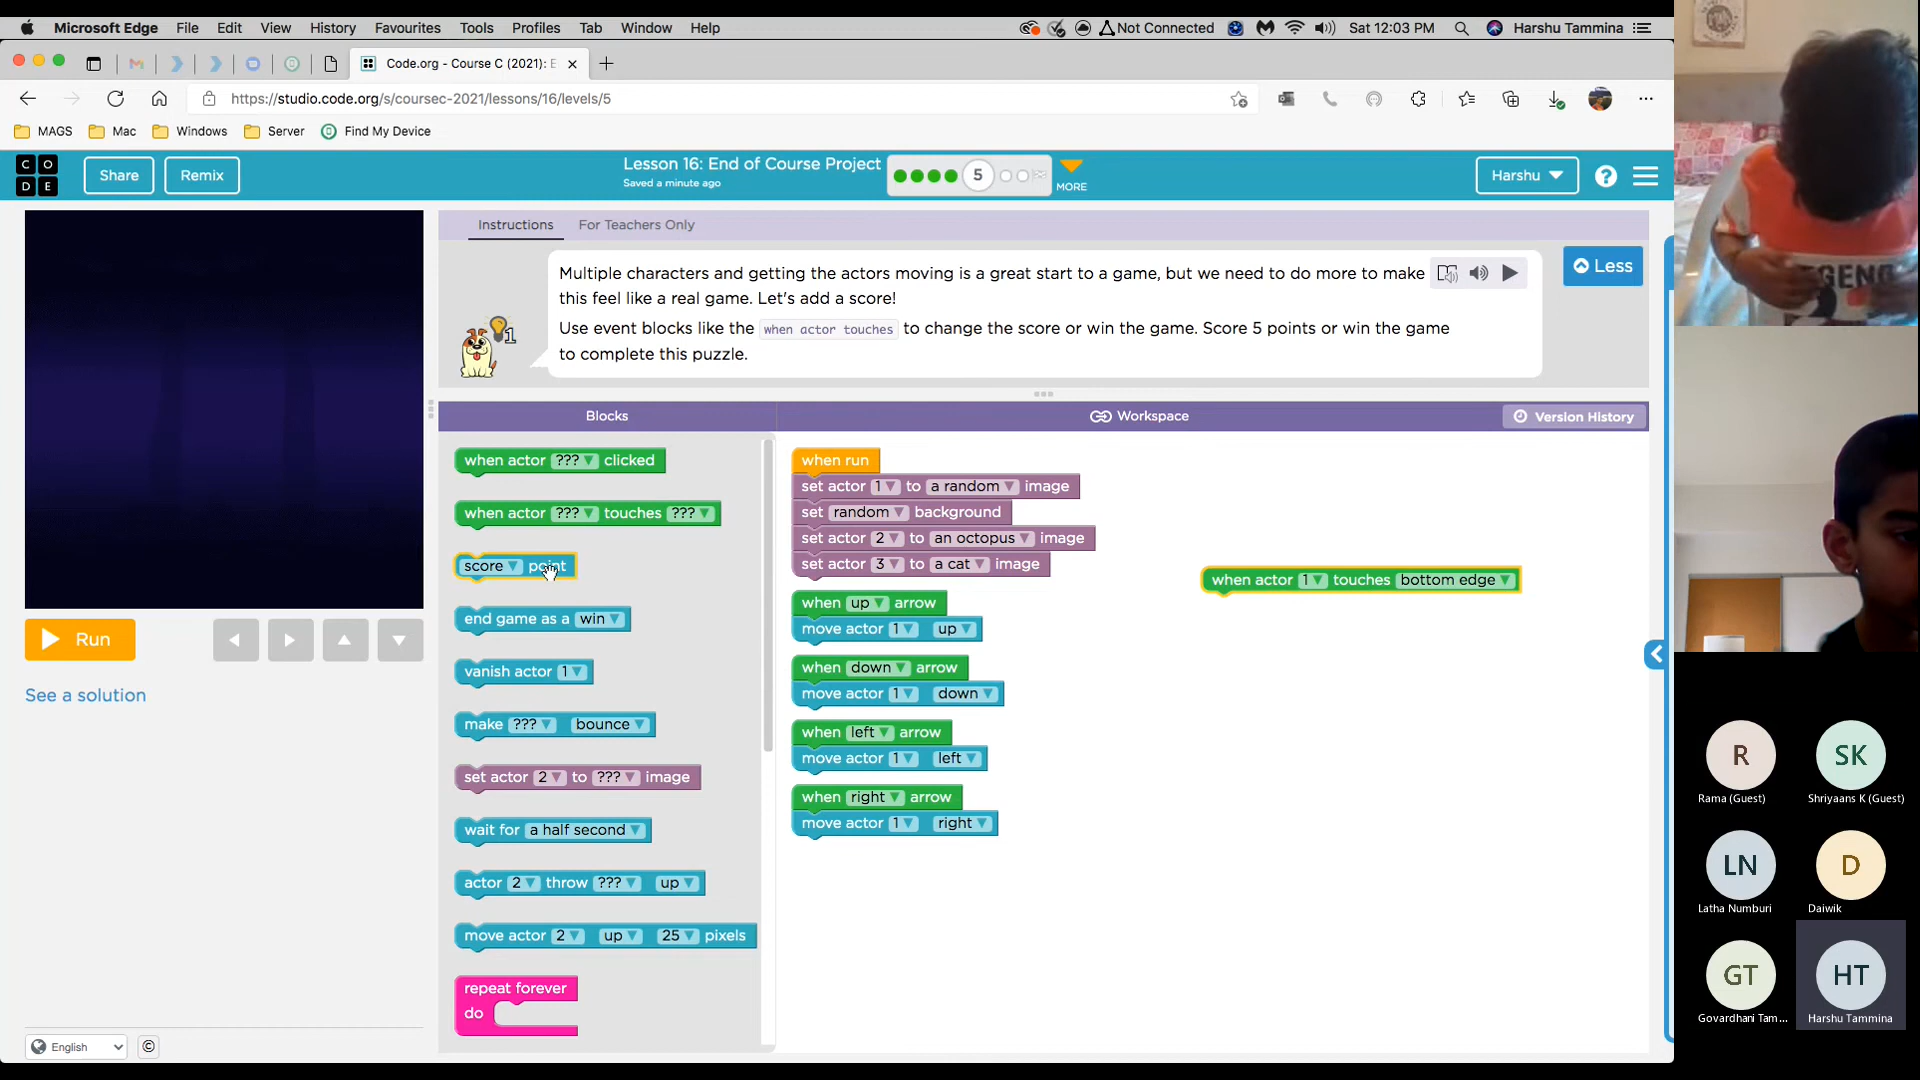 Microsoft Edge File Edit View History Favourites Tools Profiles Tab Window Help Not Connected Sat 12:03 PM Harshu Tammina
Code.org - Course C (2021): E
https://studio.code.org/s/coursec-2021/lessons/16/levels/5
MAGS Mac Windows Server Find My Device
CODE
Share Remix
Lesson 16: End of Course Project
Saved a minute ago
5
MORE
Harshu
Instructions For Teachers Only
Multiple characters and getting the actors moving is a great start to a game, but we need to do more to make
this feel like a real game. Let's add a score!
Use event blocks like the when actor touches to change the score or win the game. Score 5 points or win the game
to complete this puzzle.
1
Less
Blocks
Workspace
Version History
when actor ??? clicked
when actor ??? touches ???
score point
end game as a win
vanish actor 1
make ??? bounce
set actor 2 to ??? image
wait for a half second
actor 2 throw ??? up
move actor 2 up 25 pixels
repeat forever
do
when run
set actor 1 to a random image
set random background
set actor 2 to an octopus image
set actor 3 to a cat image
when up arrow
move actor 1 up
when down arrow
move actor 1 down
when left arrow
move actor 1 left
when right arrow
move actor 1 right
when actor 1 touches bottom edge
Run
See a solution
English
©
R
Rama (Guest)
SK
Shriyaans K (Guest)
LN
Latha Numburi
D
Daiwik
GT
Govardhani Tam...
HT
Harshu Tammina